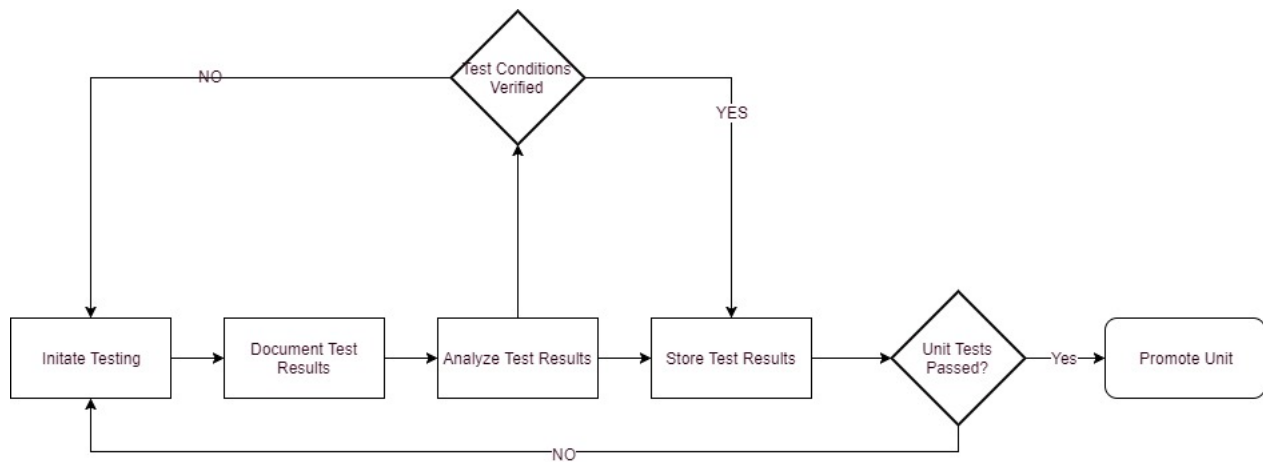 Test Conditions
Verified
NO
YES
Initate Testing
Document Test
Results
Analyze Test Results
Store Test Results
Unit Tests
Passed?
Yes
Promote Unit
NO